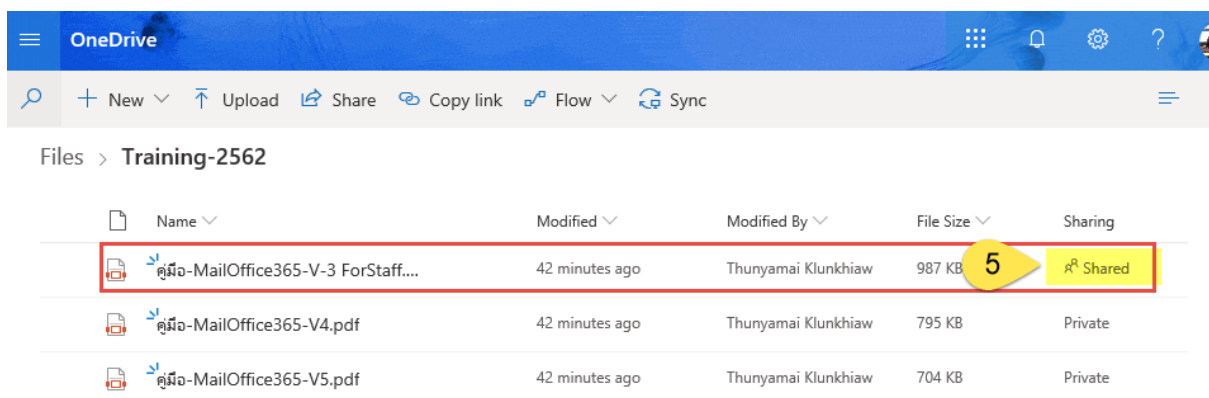 OneDrive
?
New Upload Share Copy link Flow Sync
Files > Training-2562
Name Modified Modified By File Size Sharing
คู่มือ-MailOffice365-V-3 ForStaff.... 42 minutes ago Thunyamai Klunkhiaw 987 KB 5 Shared
คู่มือ-MailOffice365-V4.pdf 42 minutes ago Thunyamai Klunkhiaw 795 KB Private
คู่มือ-MailOffice365-V5.pdf 42 minutes ago Thunyamai Klunkhiaw 704 KB Private